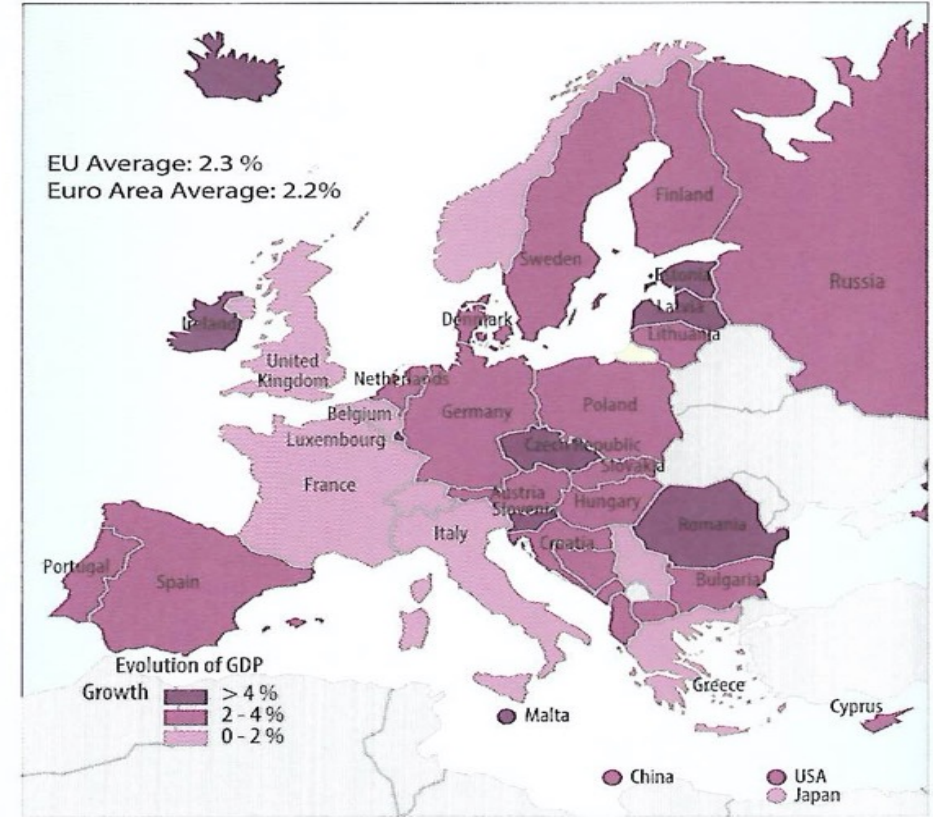 EU Average: 2.3 %
Euro Area Average: 2.2%
Finland
Sweden
Estonia
Russia
Ireland
Latvia
Denmark
Lithuania
United
Kingdom
Netherlands
Belgium
Germany
Poland
Luxembourg
Czech Republic
Slovakia
France
Austria
Hungary
Slovenia
Romania
Italy
Croatia
Portugal
Spain
Bulgaria
Evolution of GDP
Growth
> 4 %
2 - 4 %
0 - 2 %
Greece
Malta
Cyprus
China
USA
Japan